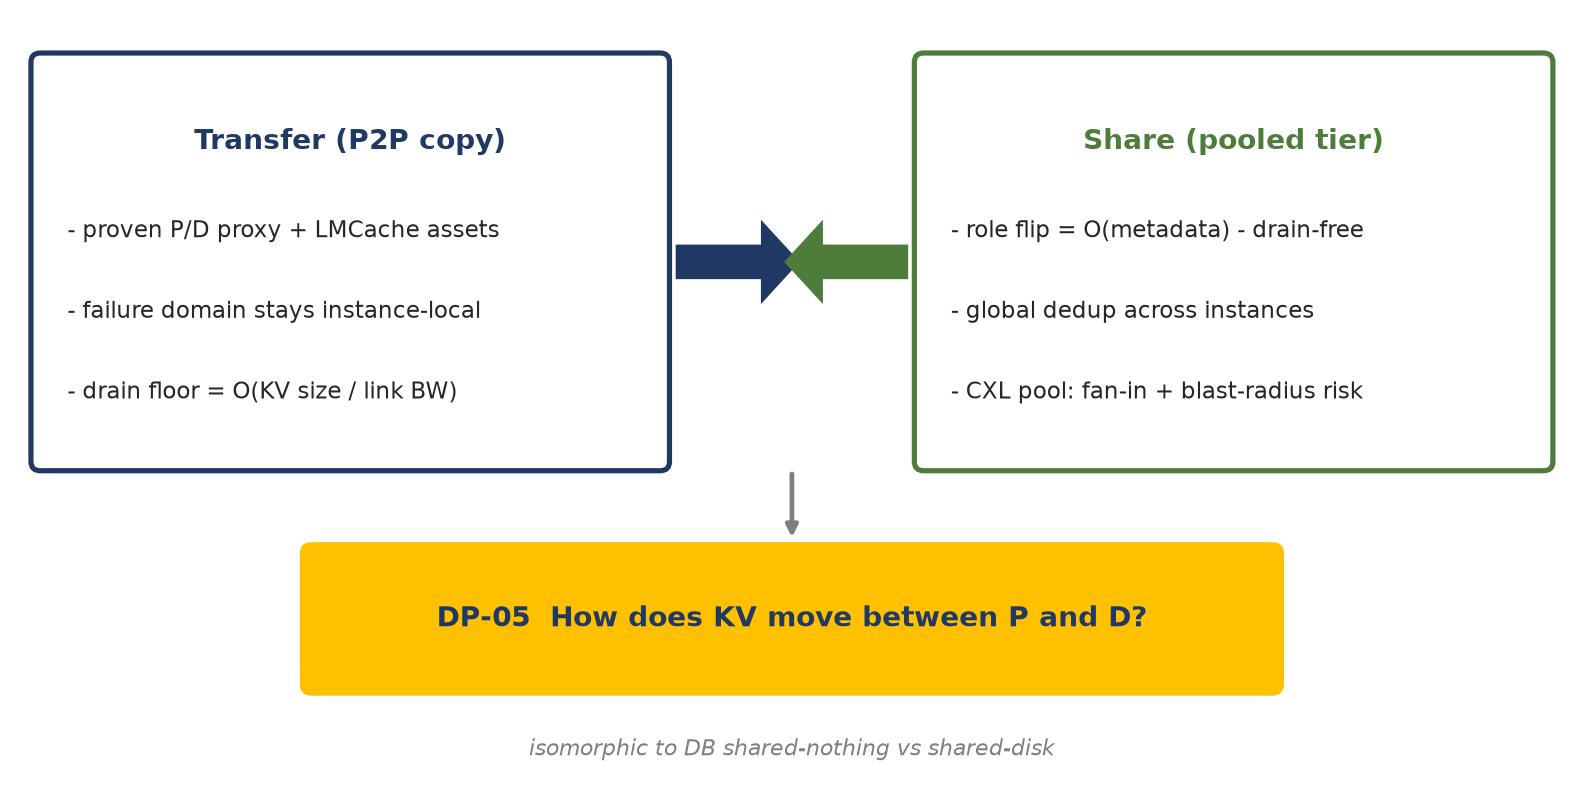 Transfer (P2P copy)
- proven P/D proxy + LMCache assets
- failure domain stays instance-local
- drain floor = O(KV size / link BW)
Share (pooled tier)
- role flip = O(metadata) - drain-free
- global dedup across instances
- CXL pool: fan-in + blast-radius risk
DP-05  How does KV move between P and D?
isomorphic to DB shared-nothing vs shared-disk